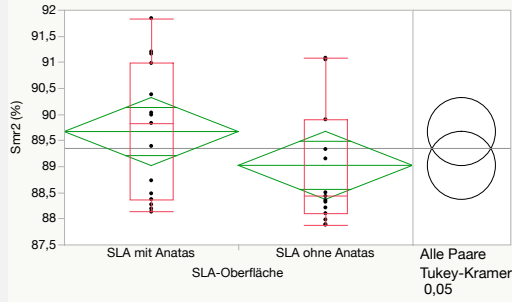 92
91,5
91
90,5
90
89,5
89
88,5
88
87,5
Smr2 (%)
SLA mit Anatas
SLA ohne Anatas
SLA-Oberfläche
Alle Paare
Tukey-Kramer
0,05